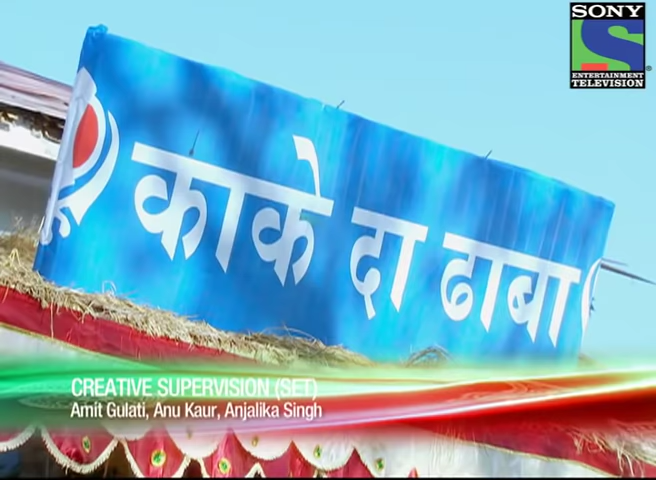 SONY
ENTERTAINMENT
TELEVISION
काके दा ढाबा
CREATIVE SUPERVISION (SET)
Amit Gulati, Anu Kaur, Anjalika Singh